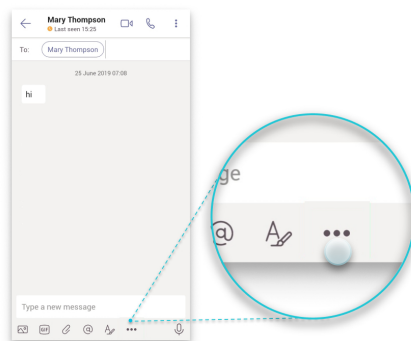 Mary Thompson
Last seen 15:25
To: Mary Thompson
25 June 2019 07:08
hi
Type a new message
GIF @ A
ge
@ A